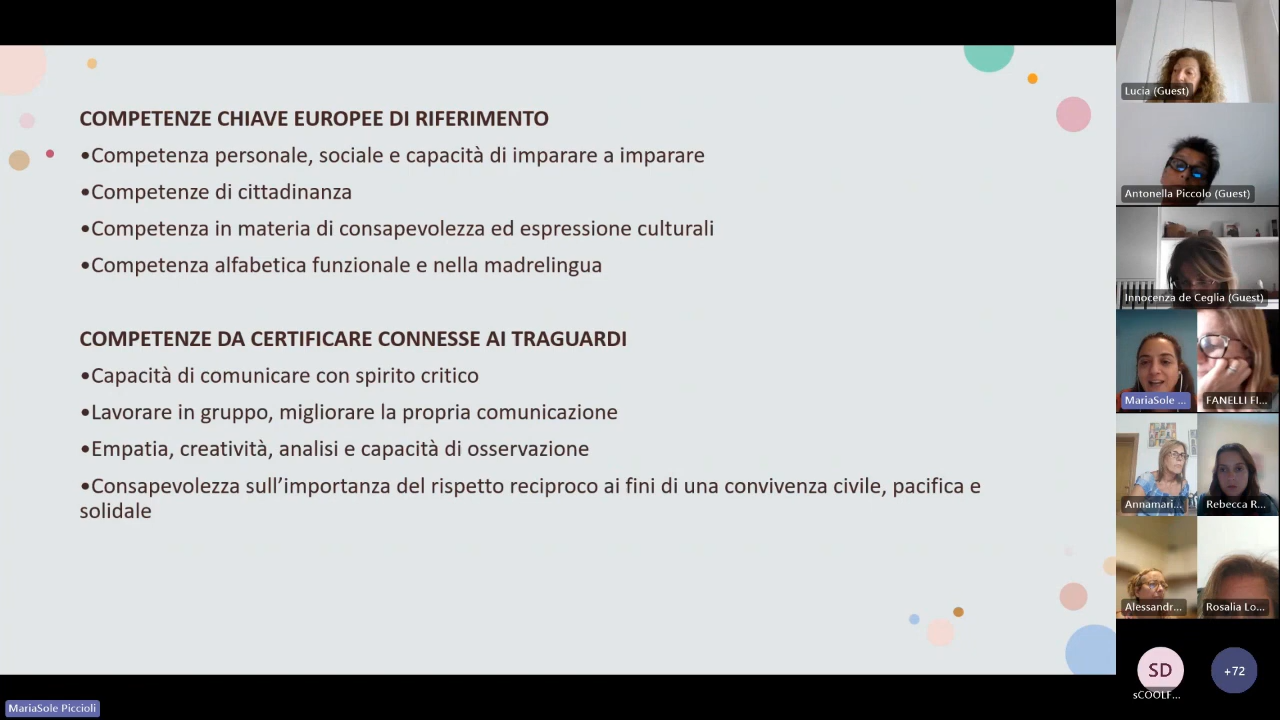 COMPETENZE CHIAVE EUROPEE DI RIFERIMENTO
•Competenza personale, sociale e capacità di imparare a imparare
•Competenze di cittadinanza
•Competenza in materia di consapevolezza ed espressione culturali
•Competenza alfabetica funzionale e nella madrelingua
COMPETENZE DA CERTIFICARE CONNESSE AI TRAGUARDI
•Capacità di comunicare con spirito critico
•Lavorare in gruppo, migliorare la propria comunicazione
•Empatia, creatività, analisi e capacità di osservazione
•Consapevolezza sull’importanza del rispetto reciproco ai fini di una convivenza civile, pacifica e
solidale
MariaSole Piccioli
Lucia (Guest)
Antonella Piccolo (Guest)
Innocenza de Ceglia (Guest)
MariaSole ...
FANELLI FI...
Annamari...
Rebecca R...
Alessandr...
Rosalia Lo...
SD
sCOOLF...
+72